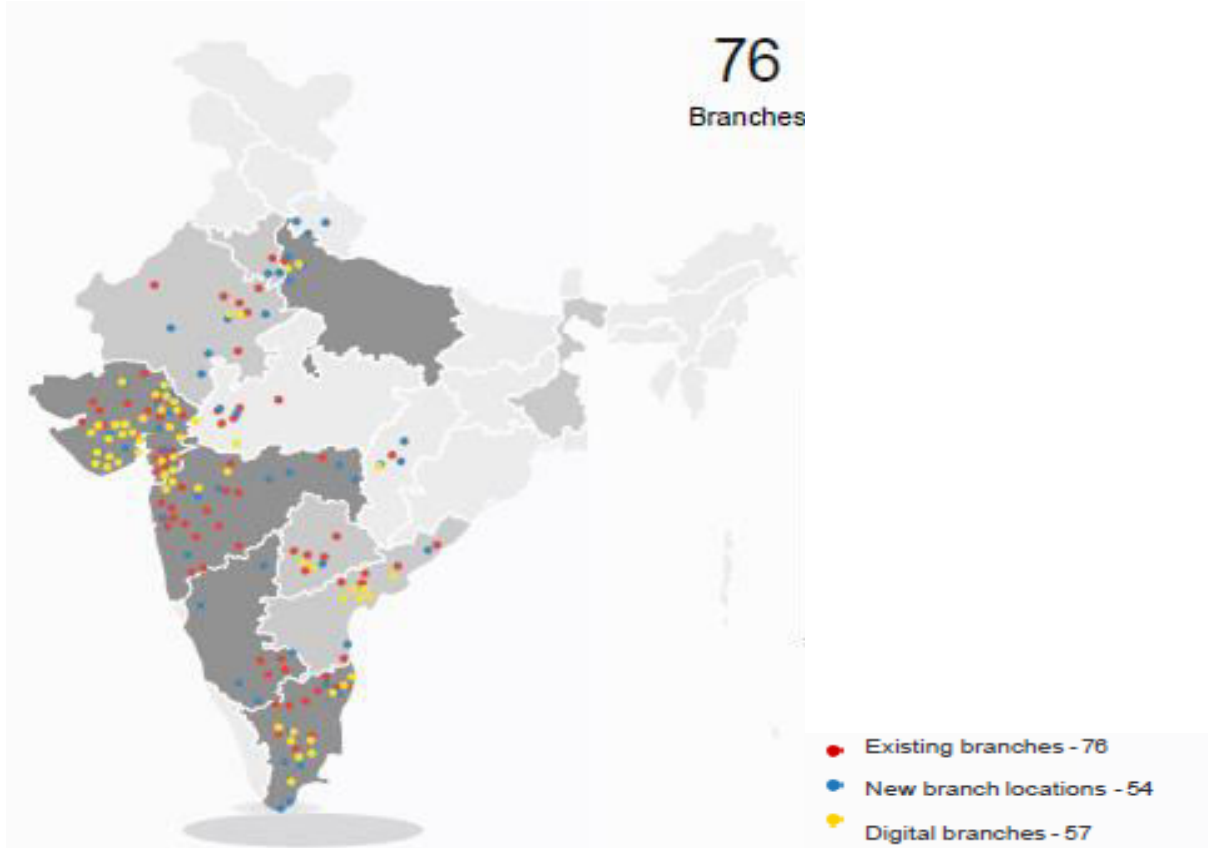 76
Branches
Existing branches - 76
New branch locations - 54
Digital branches - 57